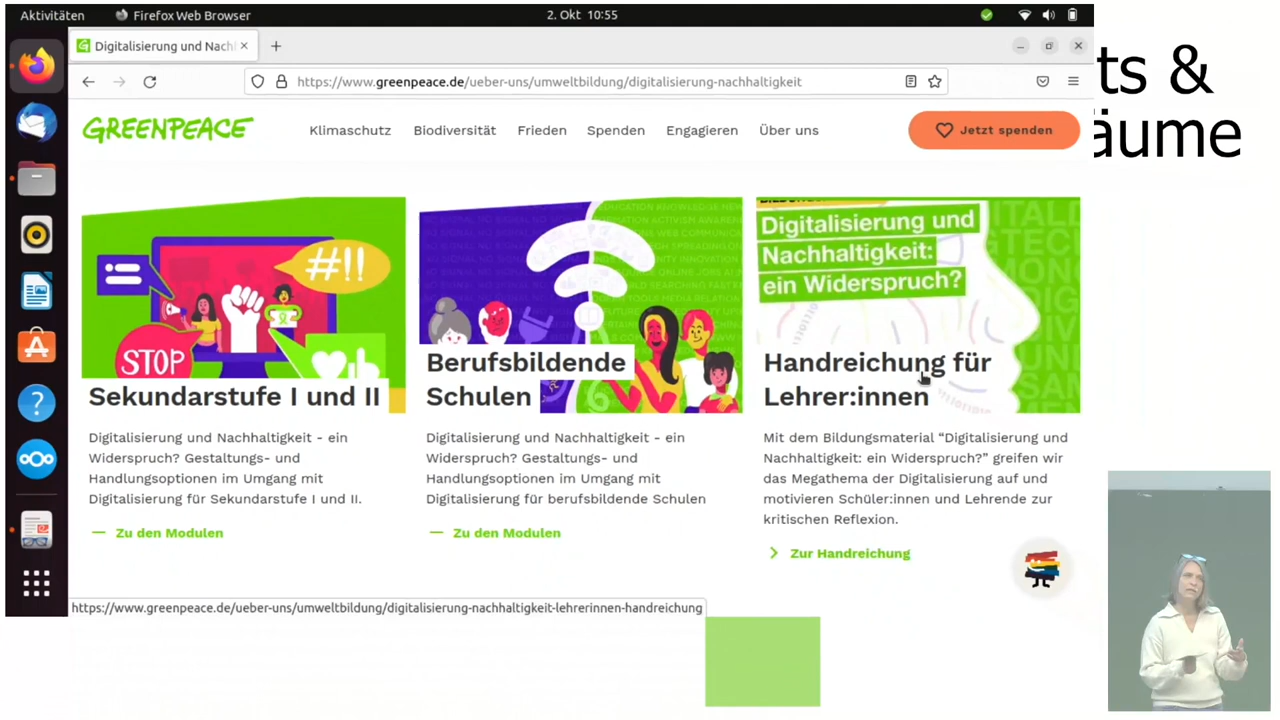 Aktivitäten
Firefox Web Browser
2. Okt 10:55
Digitalisierung und Nach
https://www.greenpeace.de/ueber-uns/umweltbildung/digitalisierung-nachhaltigkeit
ts &
äume
GREENPEACE
Klimaschutz
Biodiversität
Frieden
Spenden
Engagieren
Über uns
Jetzt spenden
#!!
STOP
Sekundarstufe I und II
Digitalisierung und Nachhaltigkeit - ein
Widerspruch? Gestaltungs- und
Handlungsoptionen im Umgang mit
Digitalisierung für Sekundarstufe I und II.
Zu den Modulen
Berufsbildende
Schulen
Digitalisierung und Nachhaltigkeit - ein
Widerspruch? Gestaltungs- und
Handlungsoptionen im Umgang mit
Digitalisierung für berufsbildende Schulen
Zu den Modulen
Digitalisierung und
Nachhaltigkeit:
ein Widerspruch?
Handreichung für
Lehrer:innen
Mit dem Bildungsmaterial “Digitalisierung und
Nachhaltigkeit: ein Widerspruch?” greifen wir
das Megathema der Digitalisierung auf und
motivieren Schüler:innen und Lehrende zur
kritischen Reflexion.
Zur Handreichung
https://www.greenpeace.de/ueber-uns/umweltbildung/digitalisierung-nachhaltigkeit-lehrerinnen-handreichung